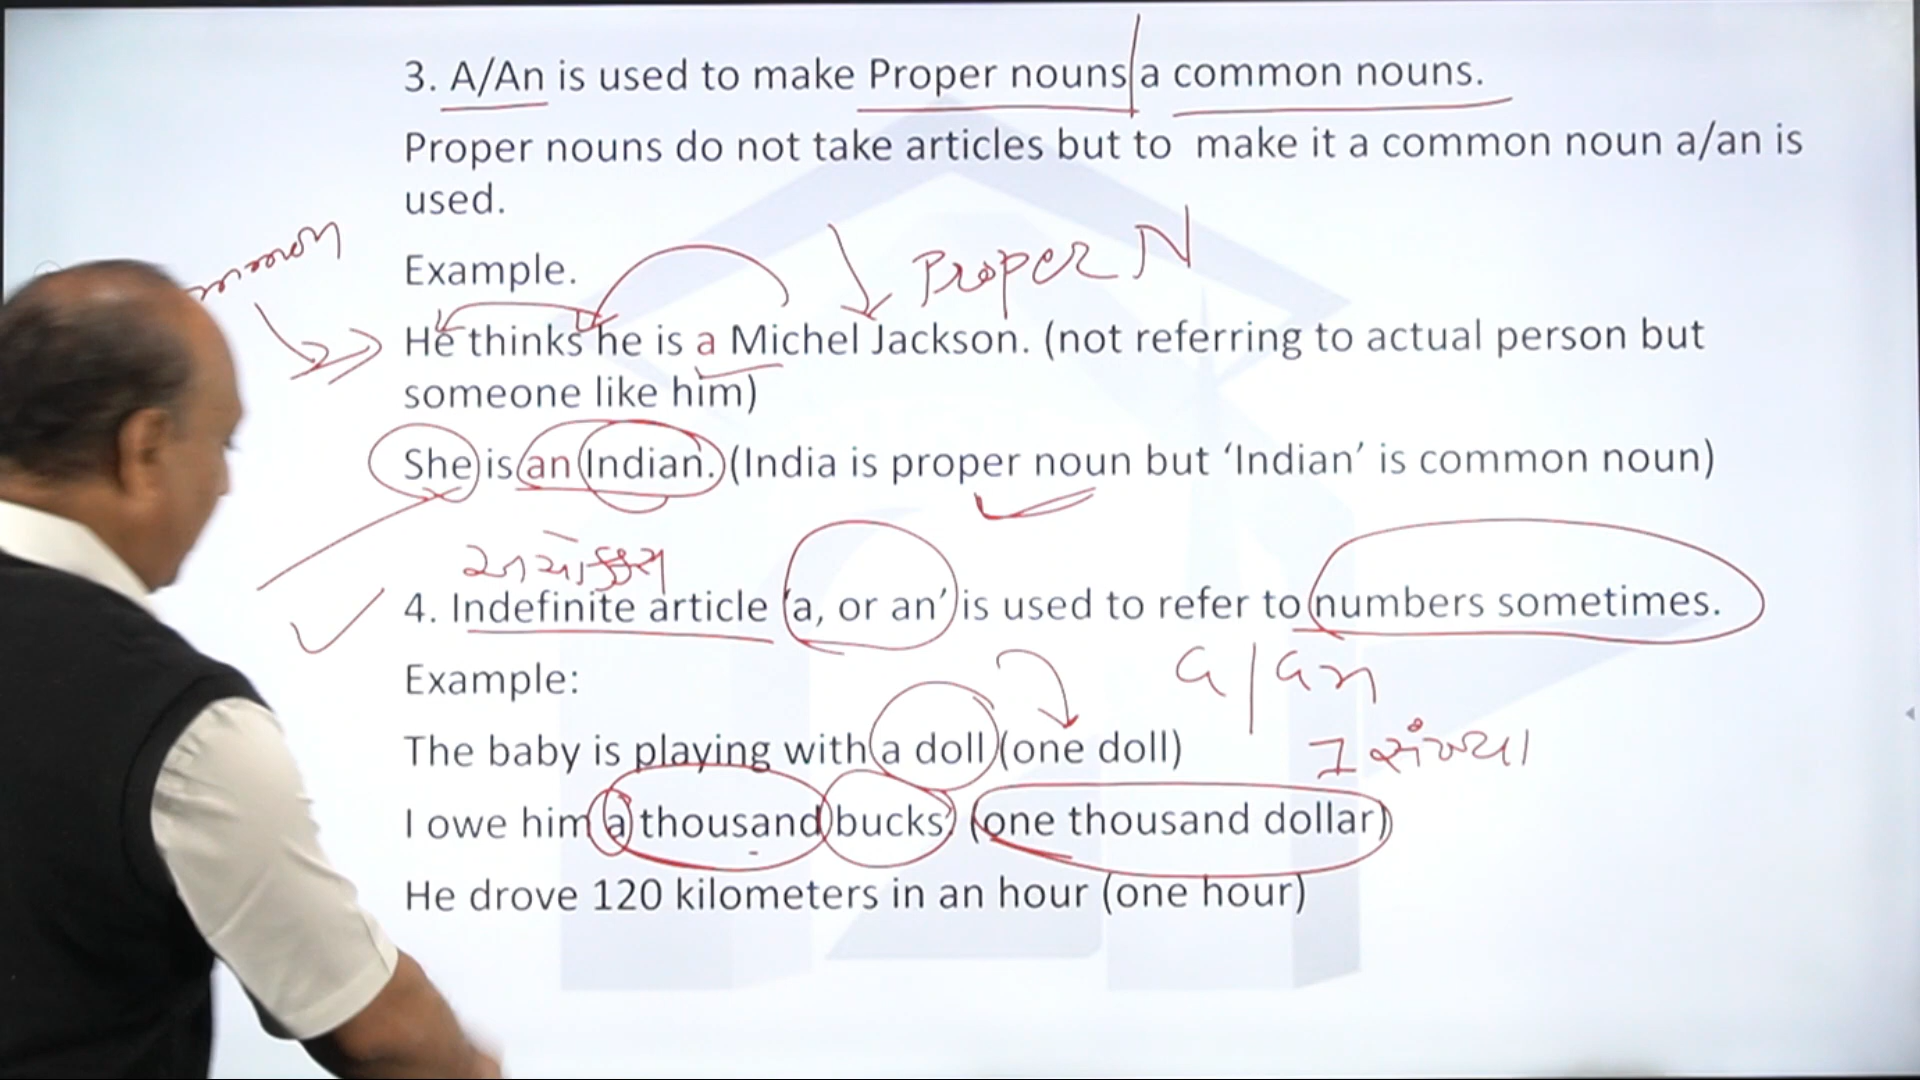 3. A/An is used to make Proper nouns a common nouns.
Proper nouns do not take articles but to make it a common noun a/an is
used.
Example.
Proper N
He thinks he is a Michel Jackson. (not referring to actual person but
someone like him)
She is an Indian. (India is proper noun but ‘Indian’ is common noun)
4. Indefinite article ‘a, or an’ is used to refer to numbers sometimes.
a/an
Example:
The baby is playing with a doll (one doll)
I owe him a thousand bucks. (one thousand dollar)
He drove 120 kilometers in an hour (one hour)